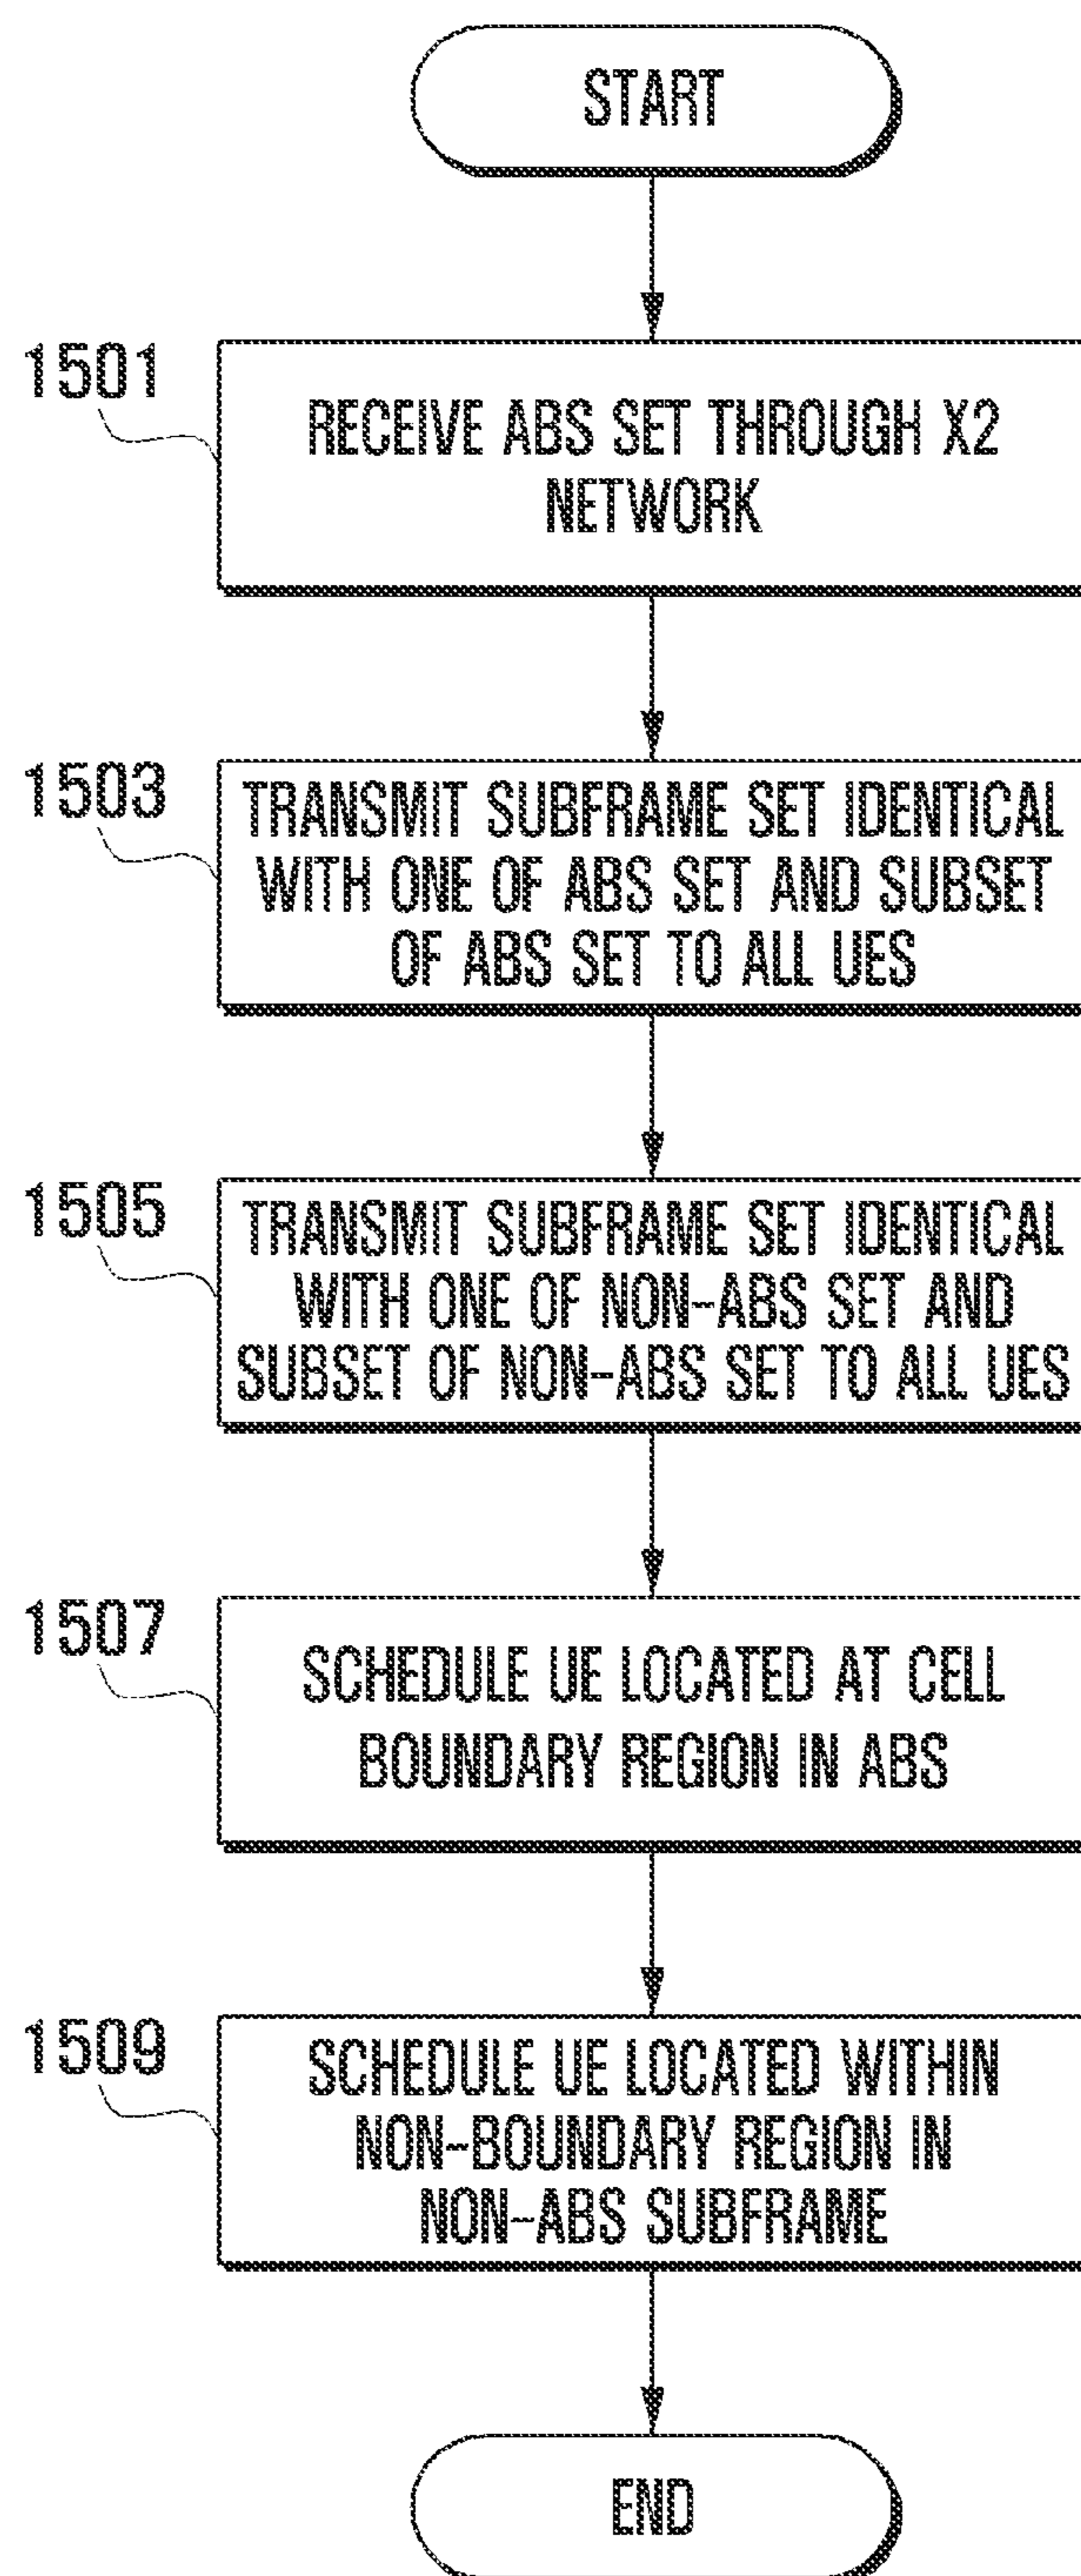 START
1501
RECEIVE ABS SET THROUGH X2
NETWORK
1503
TRANSMIT SUBFRAME SET IDENTICAL
WITH ONE OF ABS SET AND SUBSET
OF ABS SET TO ALL UES
1505
TRANSMIT SUBFRAME SET IDENTICAL
WITH ONE OF NON-ABS SET AND
SUBSET OF NON-ABS SET TO ALL UES
1507
SCHEDULE UE LOCATED AT CELL
BOUNDARY REGION IN ABS
1509
SCHEDULE UE LOCATED WITHIN
NON-BOUNDARY REGION IN
NON-ABS SUBFRAME
END